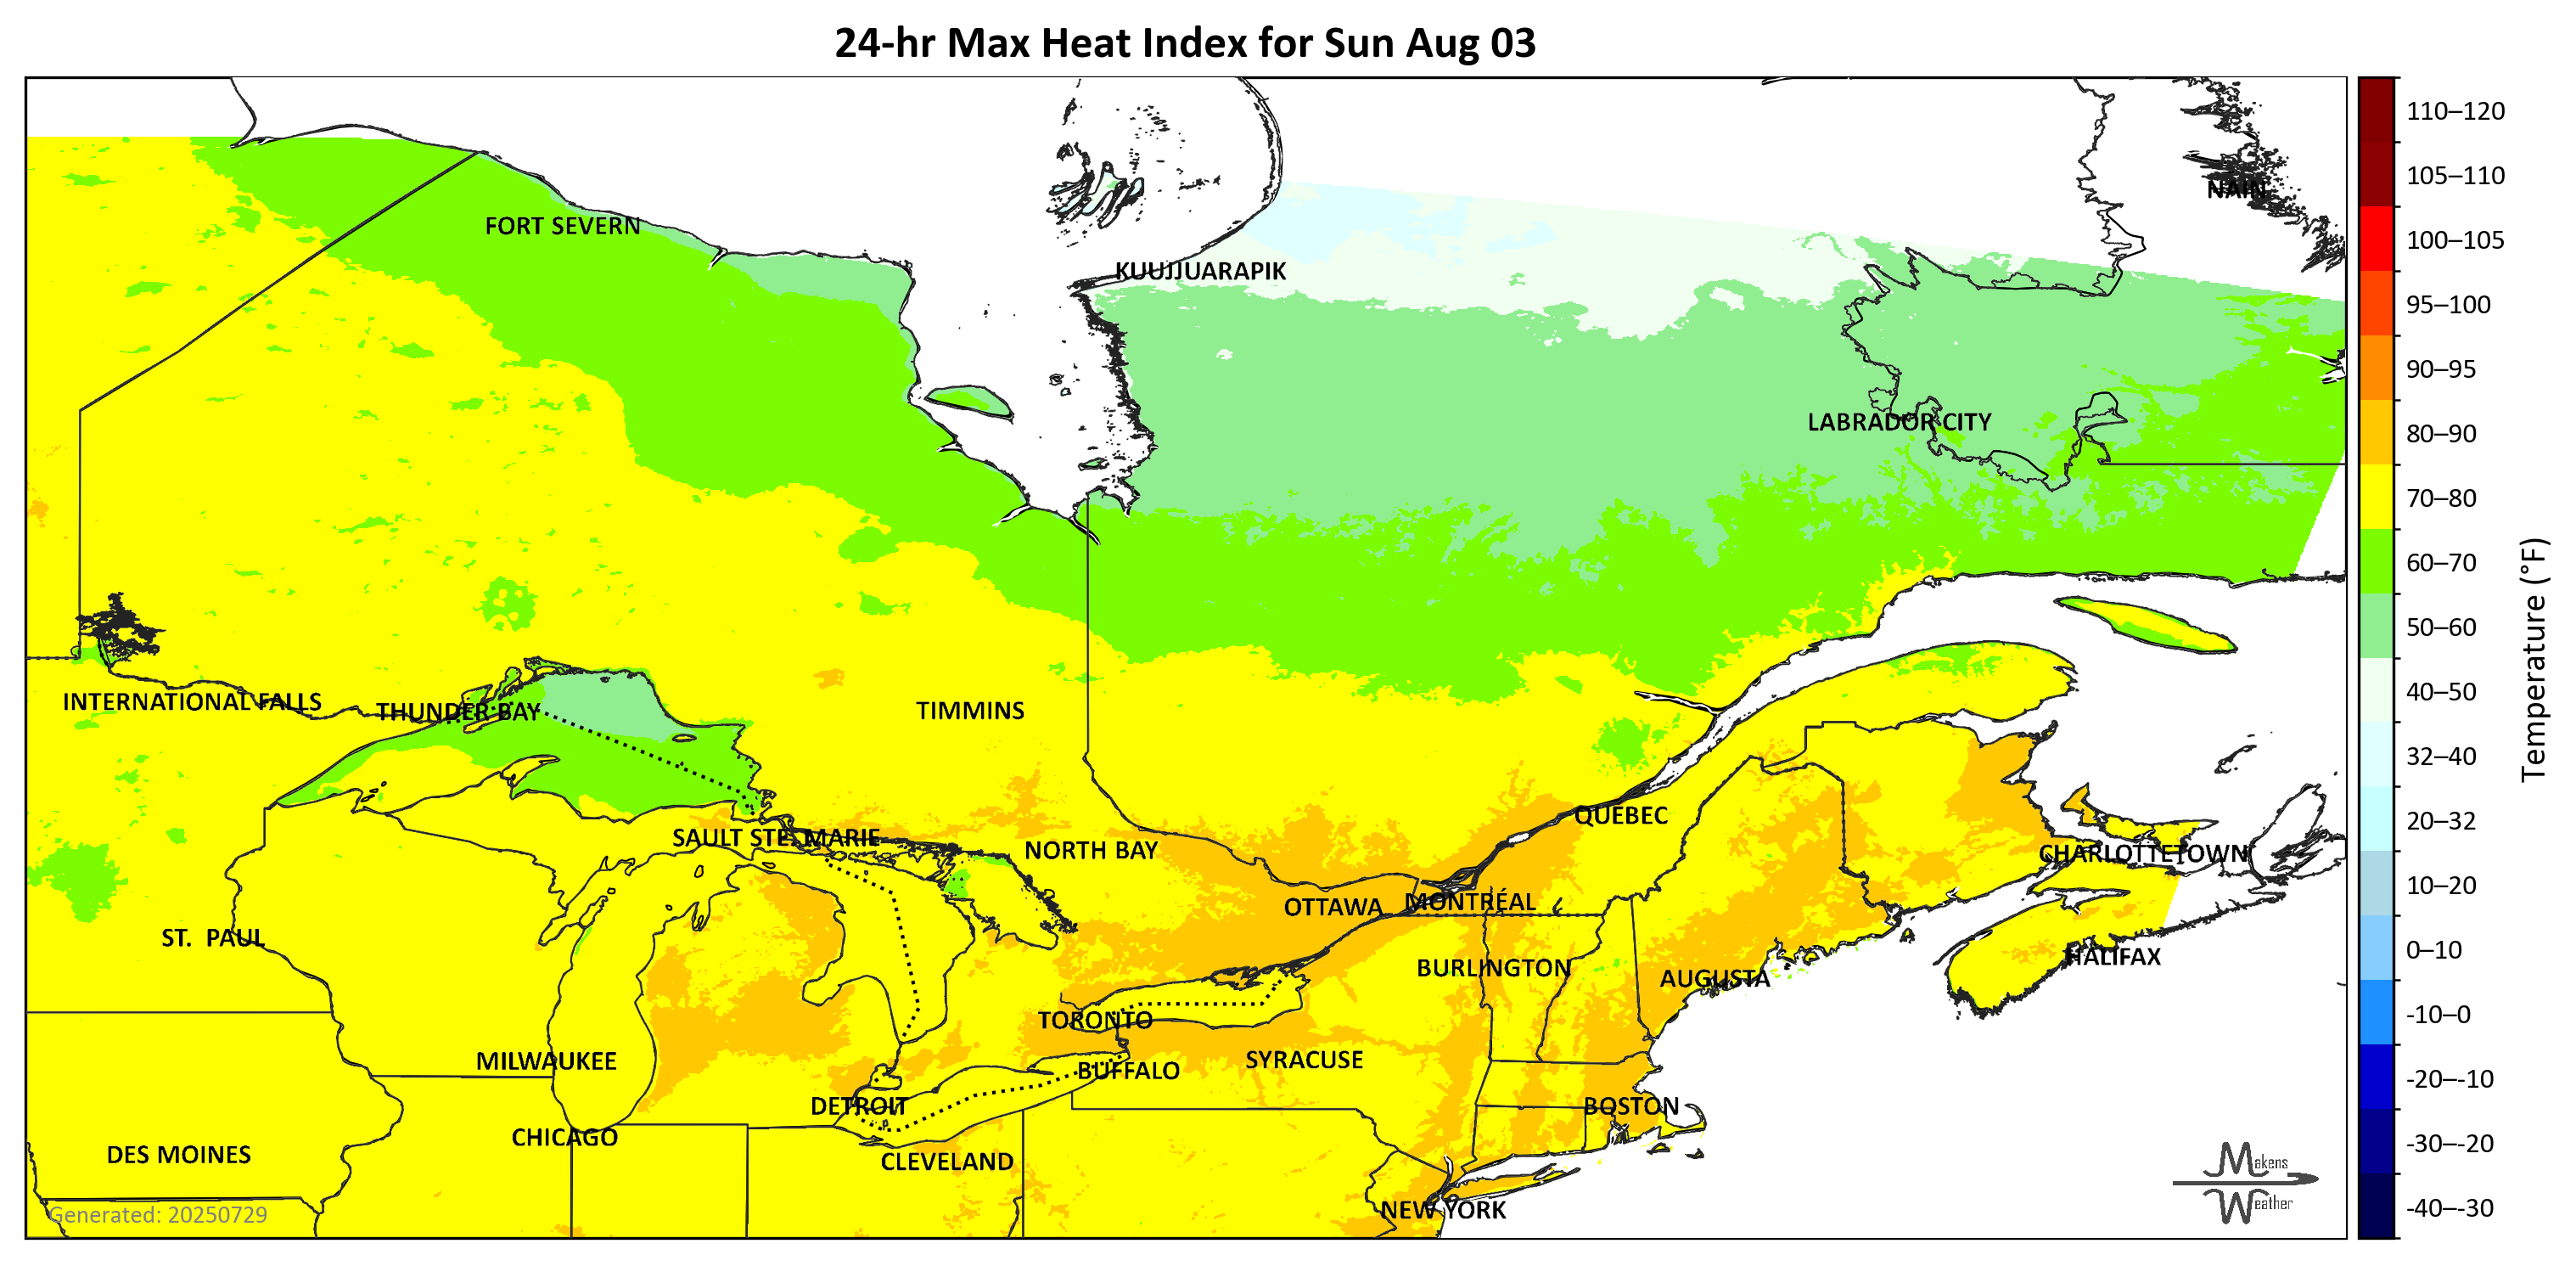 24-hr Max Heat Index for Sun Aug 03
NAIN
FORT SEVERN
KUUJJUARAPIK
LABRADOR CITY
INTERNATIONAL FALLS
THUNDER BAY
TIMMINS
QUEBEC
SAULT STE. MARIE
NORTH BAY
CHARLOTTETOWN
OTTAWA
MONTRÉAL
ST. PAUL
HALIFAX
BURLINGTON
AUGUSTA
TORONTO
MILWAUKEE
SYRACUSE
BUFFALO
DETROIT
BOSTON
CHICAGO
DES MOINES
CLEVELAND
NEW YORK
Generated: 20250729
Makens
Weather
110–120
105–110
100–105
95–100
90–95
80–90
70–80
60–70
50–60
40–50
32–40
20–32
10–20
0–10
-10–0
-20–-10
-30–-20
-40–-30
Temperature (°F)